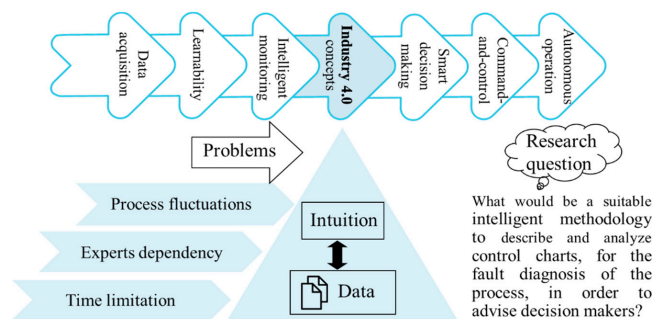 Data
acquisition
Learnability
Intelligent
monitoring
Industry 4.0
concepts
Smart
decision
making
Command-
and-control
Autonomous
operation
Problems
Process fluctuations
Experts dependency
Time limitation
Intuition
Data
Research
question
What would be a suitable
intelligent methodology
to describe and analyze
control charts, for the
fault diagnosis of the
process, in order to
advise decision makers?